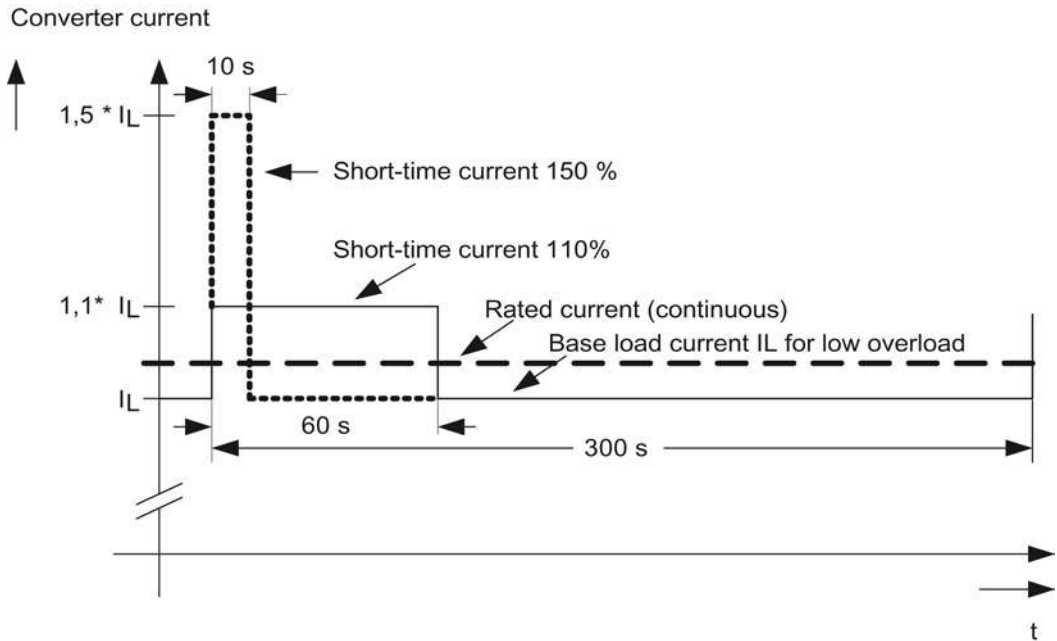 Converter current
10 s
1,5 * IL
Short-time current 150 %
Short-time current 110%
1,1* IL
Rated current (continuous)
Base load current IL for low overload
IL
60 s
300 s
t